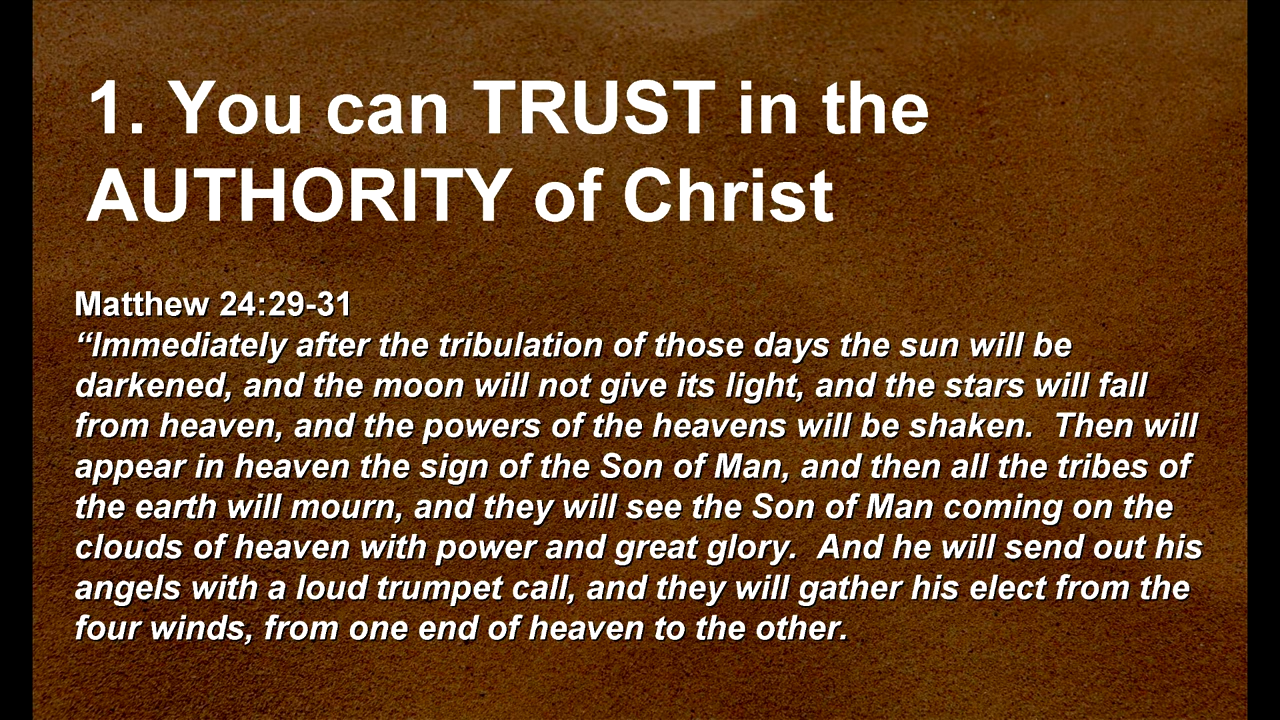 1. You can TRUST in the
AUTHORITY of Christ
Matthew 24:29-31
“Immediately after the tribulation of those days the sun will be
darkened, and the moon will not give its light, and the stars will fall
from heaven, and the powers of the heavens will be shaken.  Then will
appear in heaven the sign of the Son of Man, and then all the tribes of
the earth will mourn, and they will see the Son of Man coming on the
clouds of heaven with power and great glory.  And he will send out his
angels with a loud trumpet call, and they will gather his elect from the
four winds, from one end of heaven to the other.